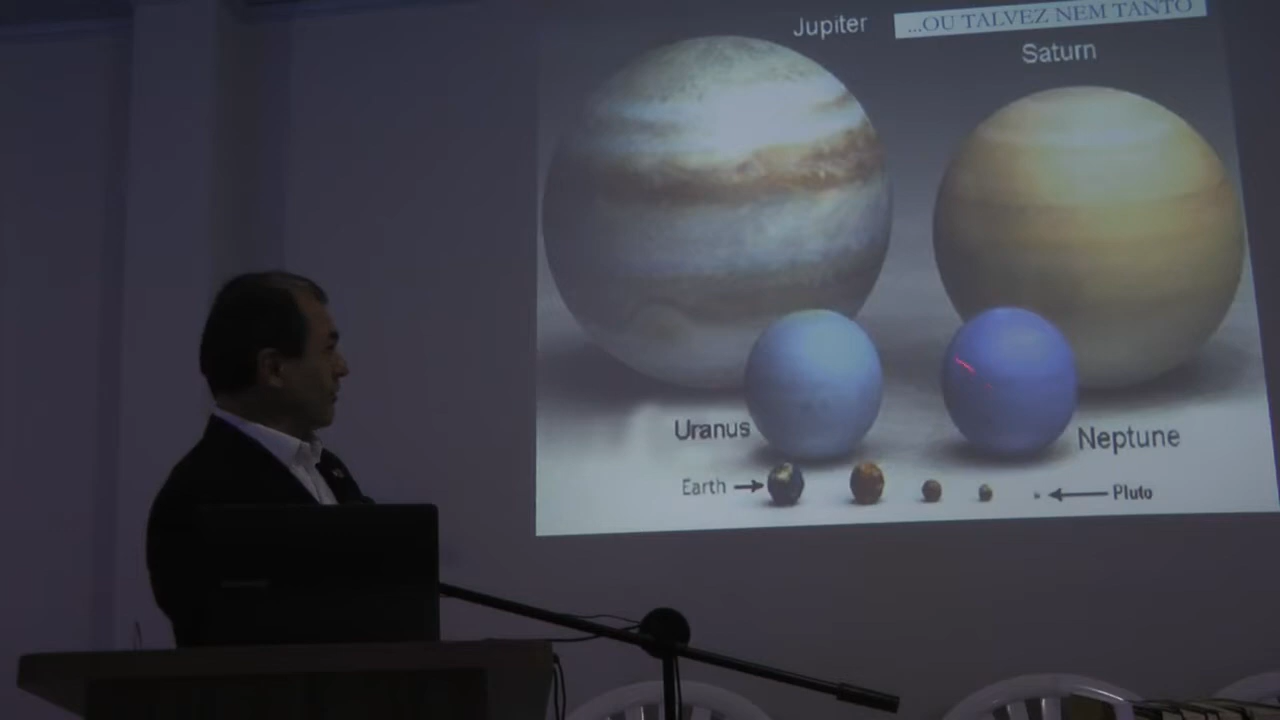 Jupiter
...OU TALVEZ NEM TANTO
Saturn
Uranus
Neptune
Earth
Pluto